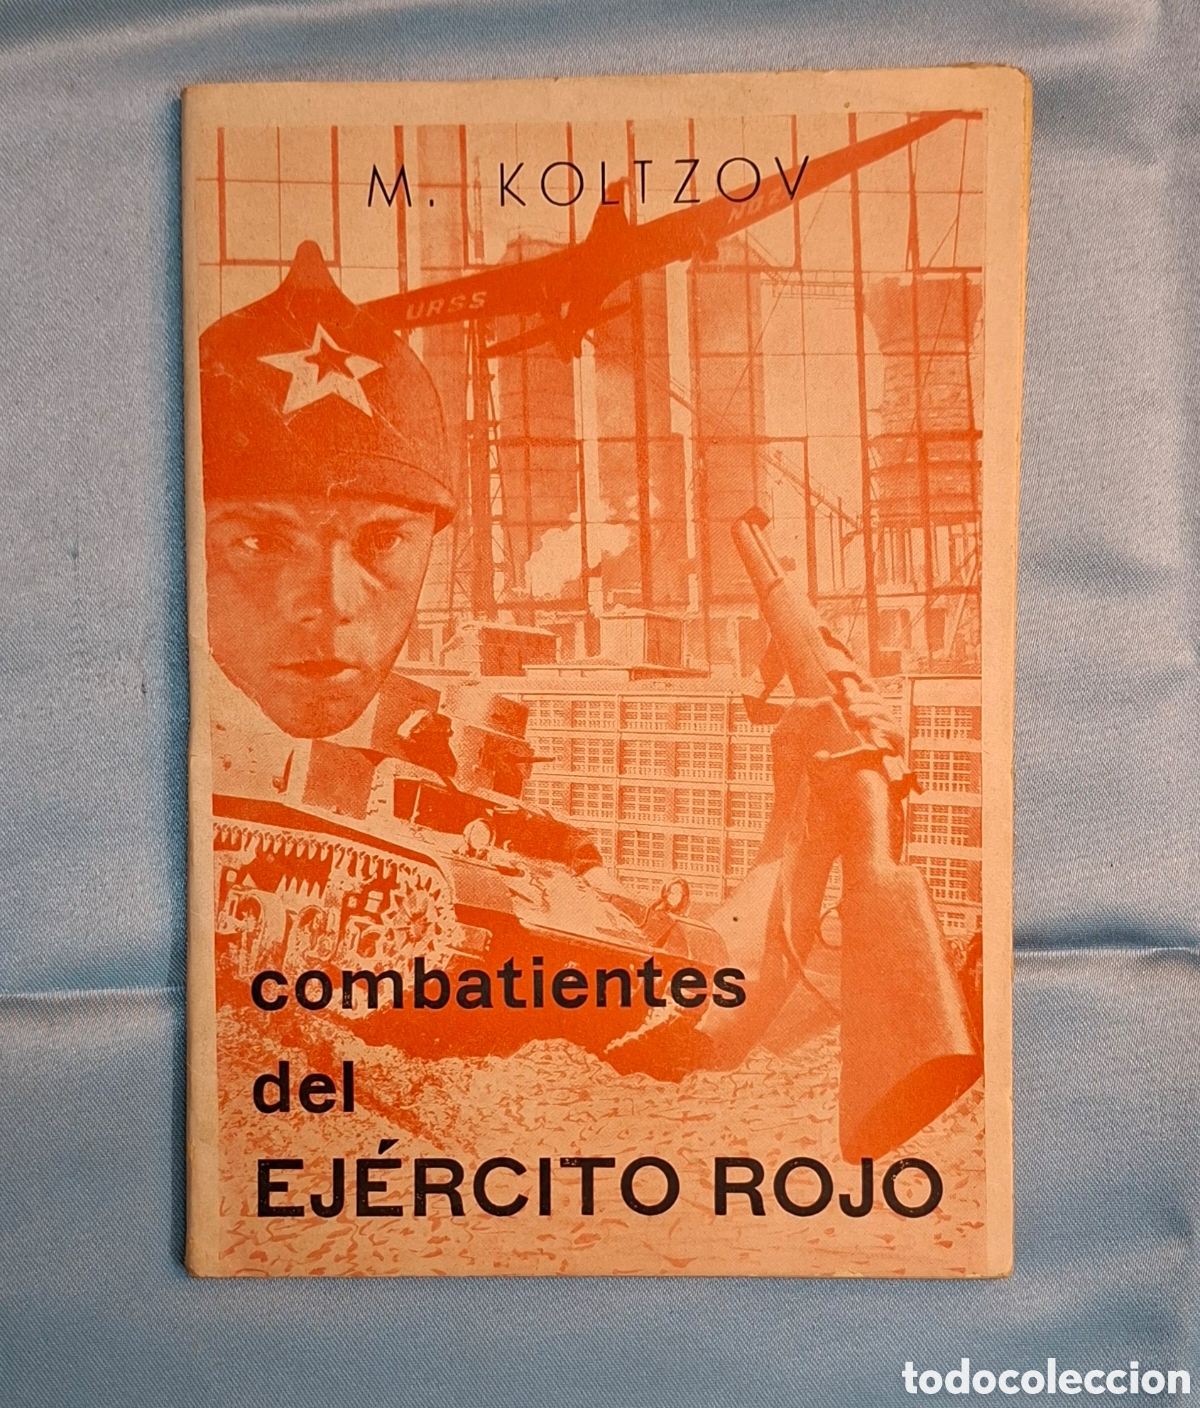 M. KOLTZOV
URSS
combatientes
del
EJÉRCITO ROJO
todocoleccion